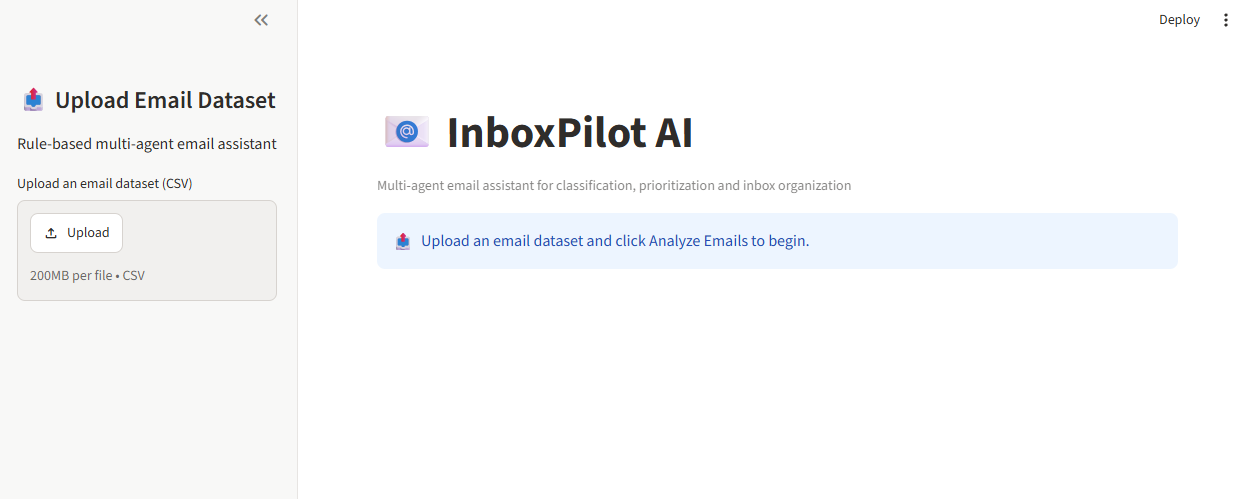 Deploy
Upload Email Dataset
Rule-based multi-agent email assistant
Upload an email dataset (CSV)
Upload
200MB per file • CSV
InboxPilot AI
Multi-agent email assistant for classification, prioritization and inbox organization
Upload an email dataset and click Analyze Emails to begin.